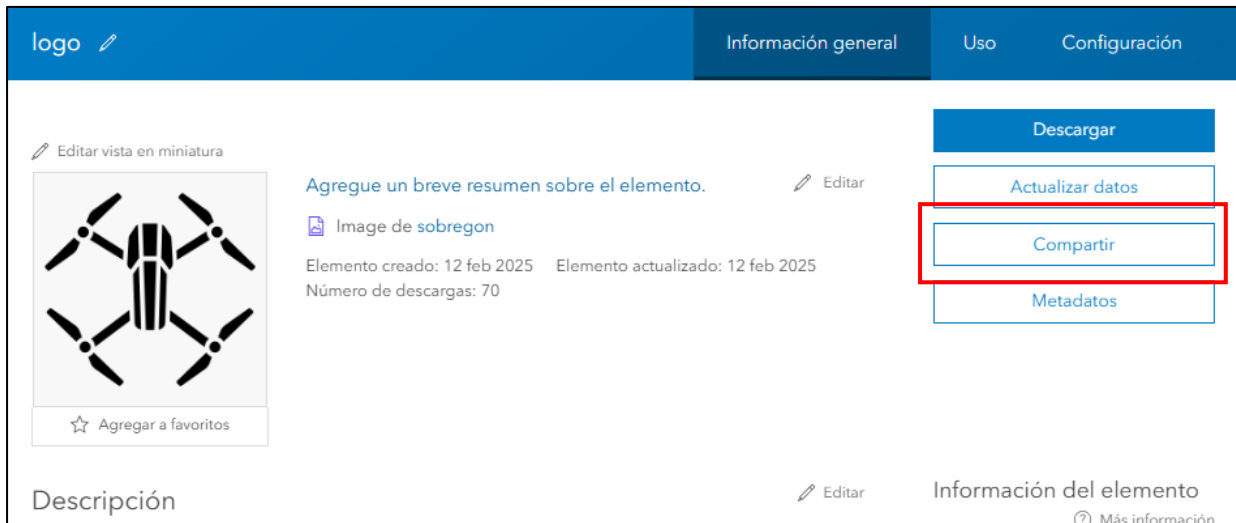 logo
Información general
Uso
Configuración
Editar vista en miniatura
Agregar a favoritos
Agregue un breve resumen sobre el elemento.
Editar
Image de sobregon
Elemento creado: 12 feb 2025 Elemento actualizado: 12 feb 2025
Número de descargas: 70
Descargar
Actualizar datos
Compartir
Metadatos
Descripción
Editar
Información del elemento
Más información